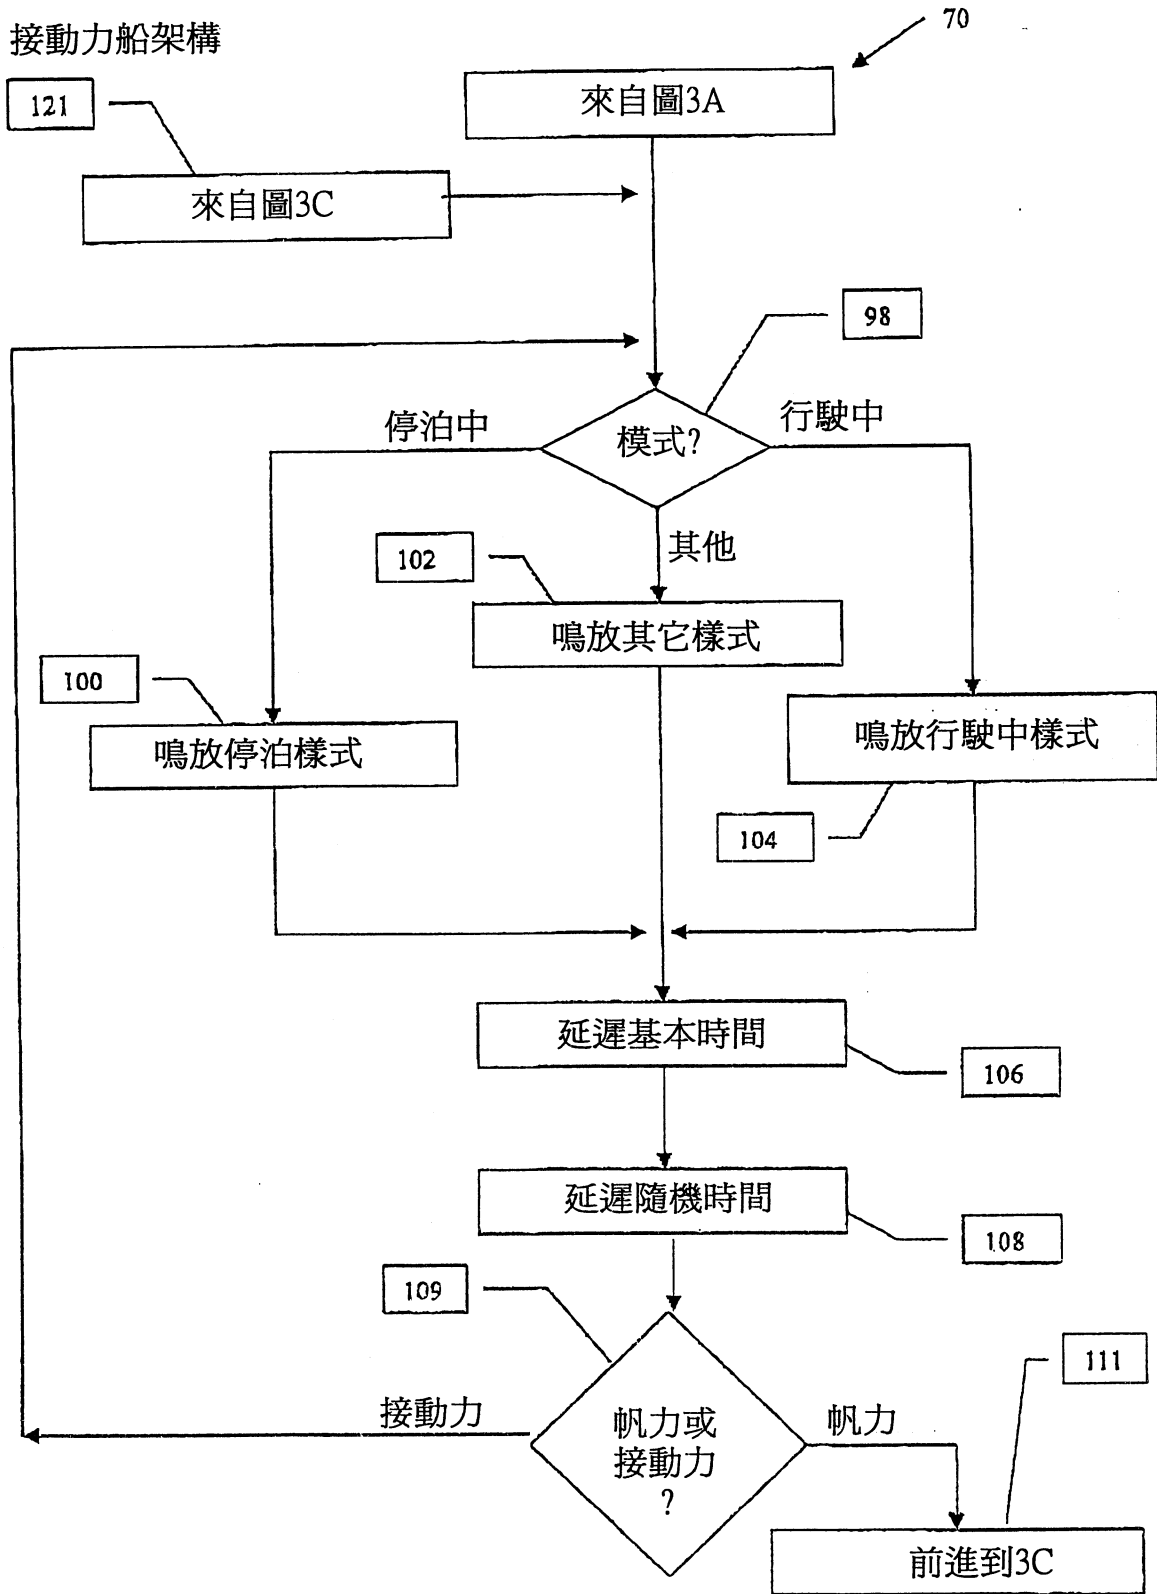 接動力船架構
70
121
來自圖3A
來自圖3C
98
停泊中
模式?
行駛中
102
其他
100
鳴放其它樣式
鳴放停泊樣式
鳴放行駛中樣式
104
延遲基本時間
106
延遲隨機時間
108
109
111
接動力
帆力或
接動力
?
帆力
前進到3C